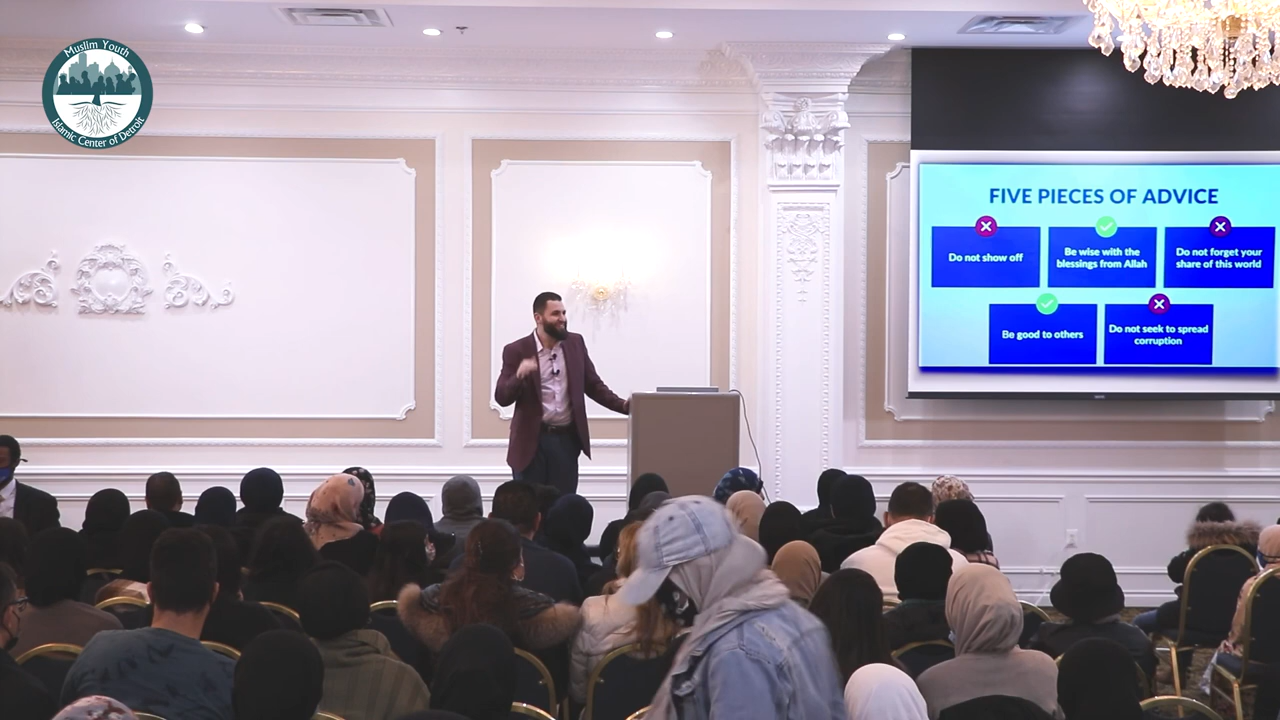 Muslim Youth
Islamic Center of Detroit
FIVE PIECES OF ADVICE
Do not show off
Be wise with the
blessings from Allah
Do not forget your
share of this world
Be good to others
Do not seek to spread
corruption